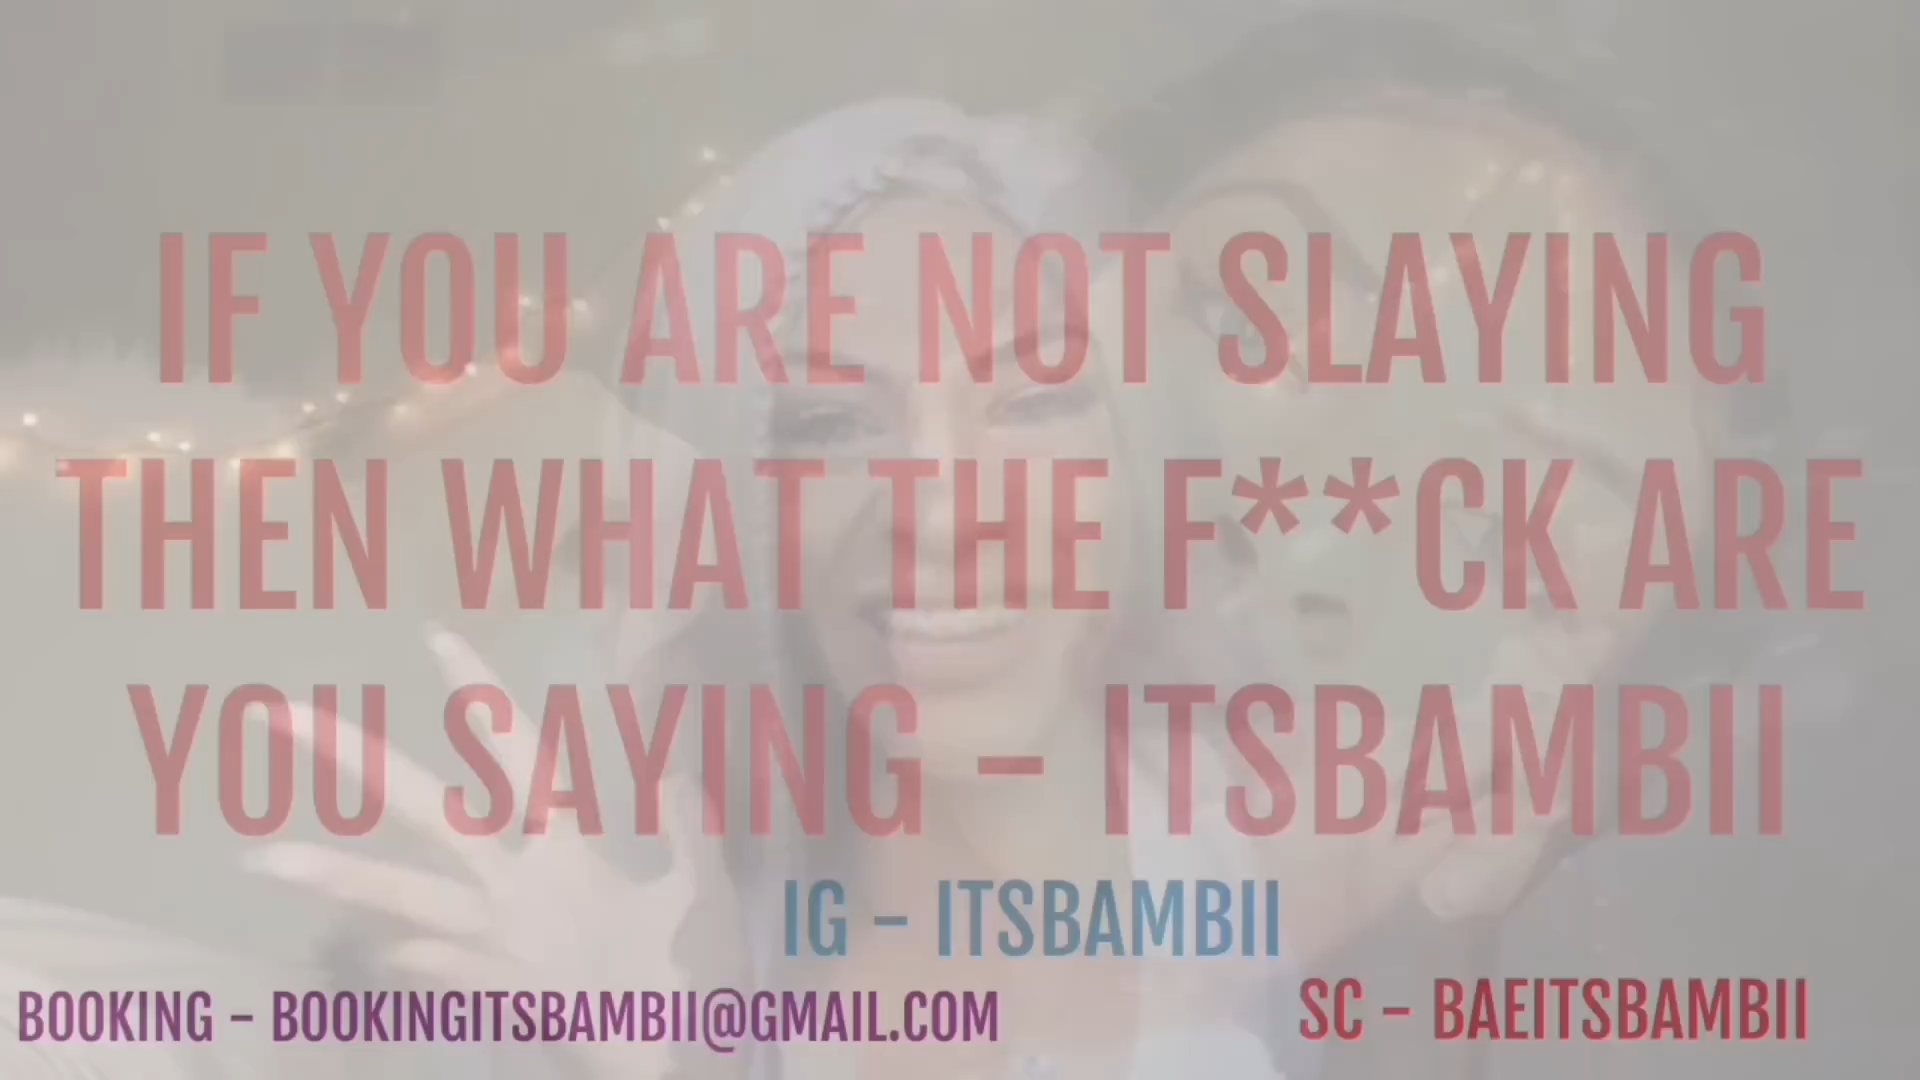 IF YOU ARE NOT SLAYING
THEN WHAT THE F**CK ARE
YOU SAYING - ITSBAMBII
IG - ITSBAMBII
BOOKING - BOOKINGITSBAMBII@GMAIL.COM
SC - BAEITSBAMBII